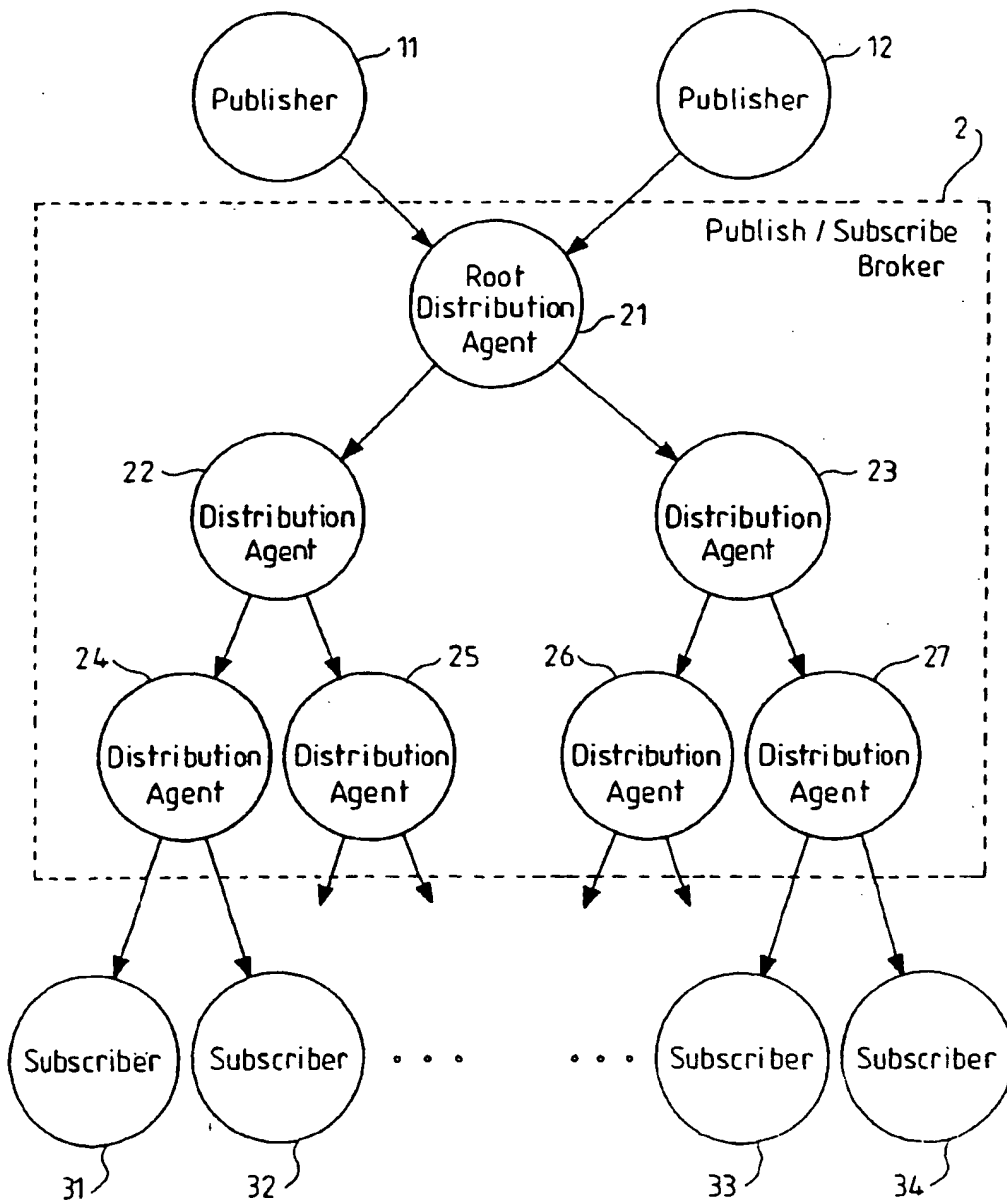 11
12
Publisher
Publisher
2
Publish / Subscribe
Broker
Root
Distribution
Agent
21
22
23
Distribution
Agent
Distribution
Agent
24
25
26
27
Distribution
Agent
Distribution
Agent
Distribution
Agent
Distribution
Agent
Subscriber
Subscriber
Subscriber
Subscriber
31
32
33
34